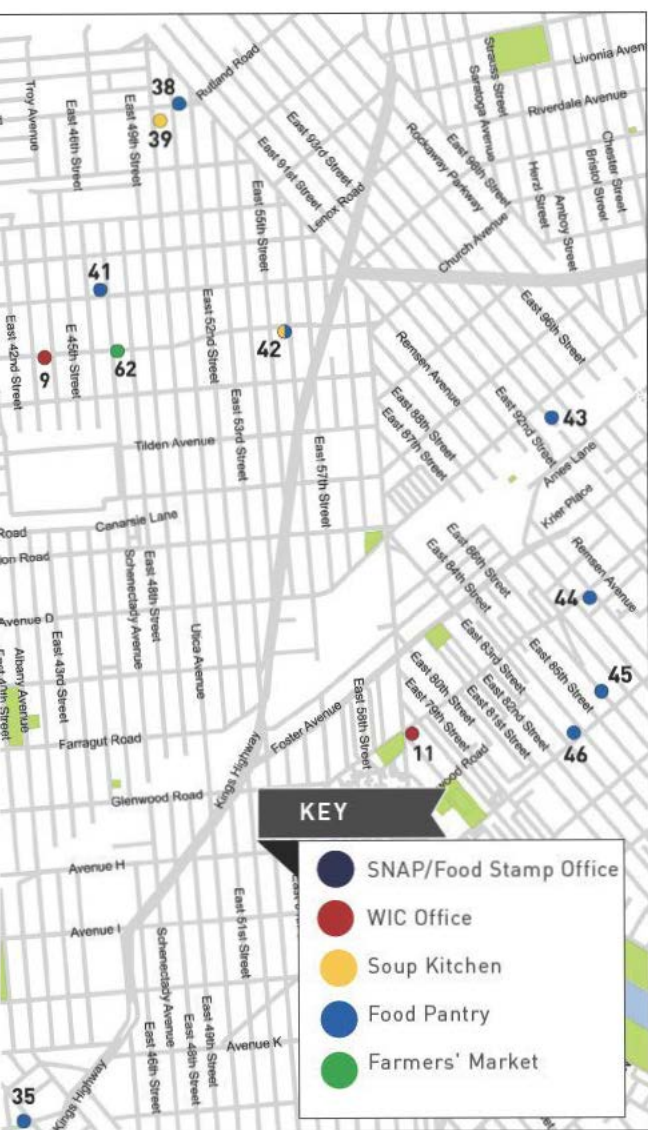 Strauss Street
Livonia Aven
Saratoga Avenue
Troy Avenue
38
Rutland Road
Riverdale Avenue
East 46th Street
East 49th Street
39
East 93rd Street
East 91st Street
Rockaway Parkway
East 98th Street
Chester Street
Bristol Street
Herzl Street
Amboy Street
East 55th Street
Lenox Road
Church Avenue
41
East 52nd Street
East 96th Street
East 42nd Street
E 45th Street
9
62
42
Remsen Avenue
East 88th Street
East 87th Street
East 92nd Street
43
East 53rd Street
Tilden Avenue
East 57th Street
Ames Lane
Krier Place
Canarsie Lane
Road
ion Road
Schenectady Avenue
East 48th Street
East 86th Street
East 84th Street
Remsen Avenue
44
Avenue D
East 43rd Street
Albany Avenue
East 40th Street
Utica Avenue
East 83rd Street
East 85th Street
45
East 80th Street
East 79th Street
East 82nd Street
East 81st Street
46
East 58th Street
11
Foster Avenue
Farragut Road
wood Road
Kings Highway
Glenwood Road
KEY
SNAP/Food Stamp Office
WIC Office
Soup Kitchen
Food Pantry
Farmers' Market
Avenue H
East 51st Street
Avenue I
Schenectady Avenue
East 49th Street
East 48th Street
East 46th Street
Avenue K
35
Kings Highway